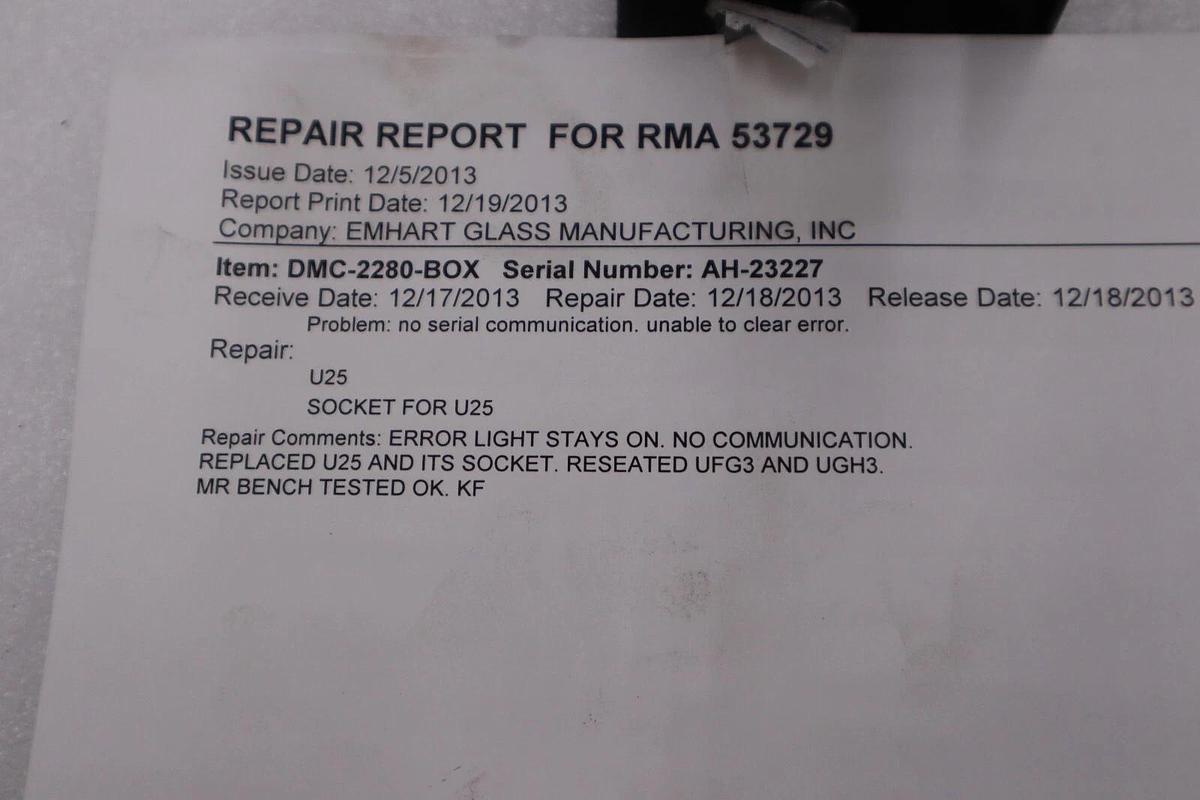 REPAIR REPORT FOR RMA 53729
Issue Date: 12/5/2013
Report Print Date: 12/19/2013
Company: EMHART GLASS MANUFACTURING, INC
Item: DMC-2280-BOX Serial Number: AH-23227
Receive Date: 12/17/2013 Repair Date: 12/18/2013 Release Date: 12/18/2013
Problem: no serial communication. unable to clear error.
Repair:
U25
SOCKET FOR U25
Repair Comments: ERROR LIGHT STAYS ON. NO COMMUNICATION.
REPLACED U25 AND ITS SOCKET. RESEATED UFG3 AND UGH3.
MR BENCH TESTED OK. KF